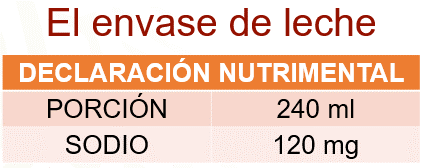 El envase de leche
DECLARACIÓN NUTRIMENTAL
PORCIÓN 240 ml
SODIO 120 mg